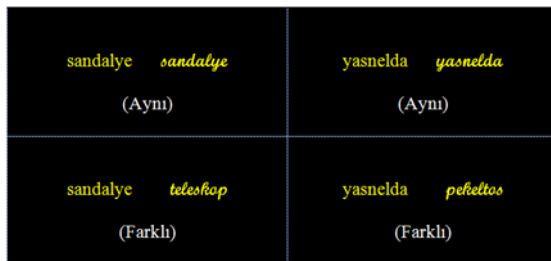 sandalye sandalye
(Aynı)
yasnelda yasnelda
(Aynı)
sandalye teleskop
(Farklı)
yasnelda pekeltos
(Farklı)